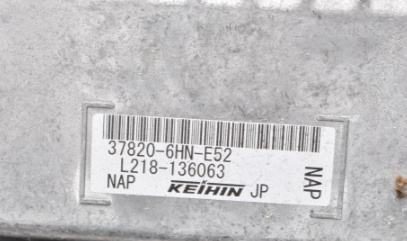 37820-6HN-E52
L218-136063
NAP KEIHIN JP
NAP